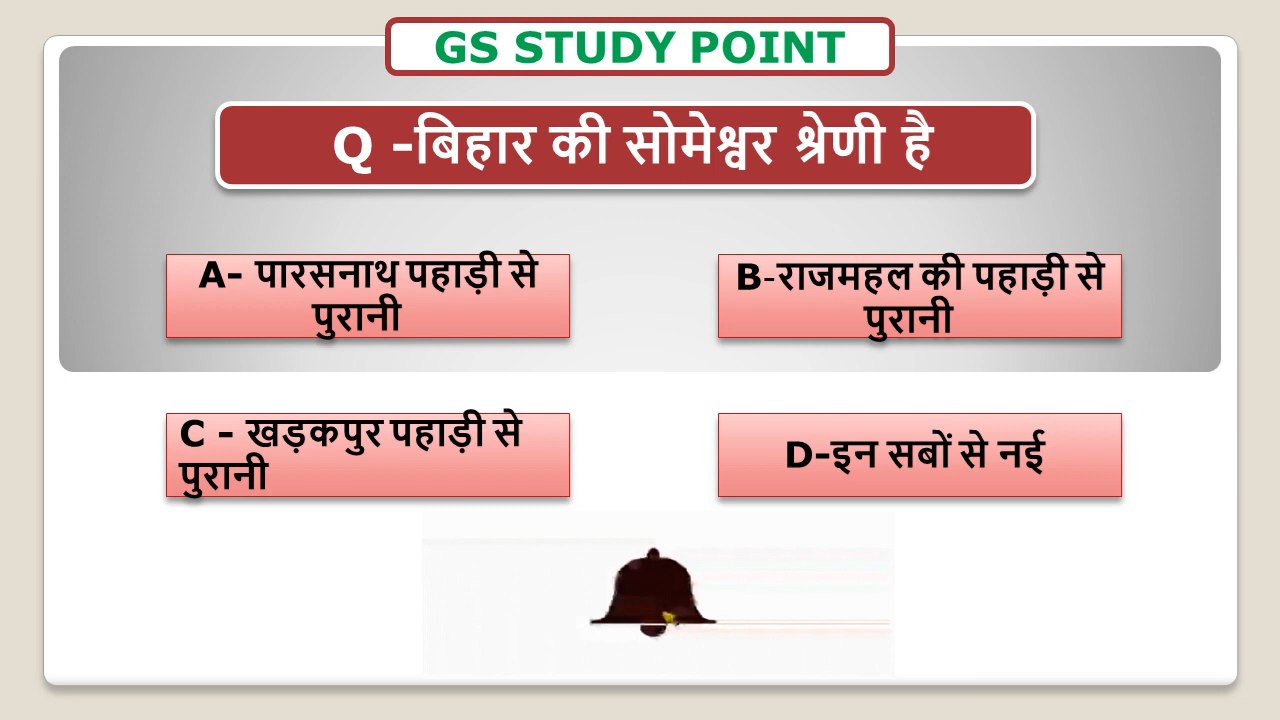 GS STUDY POINT
Q -बिहार की सोमेश्वर श्रेणी है
A- पारसनाथ पहाड़ी से
पुरानी
B-राजमहल की पहाड़ी से
पुरानी
C - खड़कपुर पहाड़ी से
पुरानी
D-इन सबों से नई